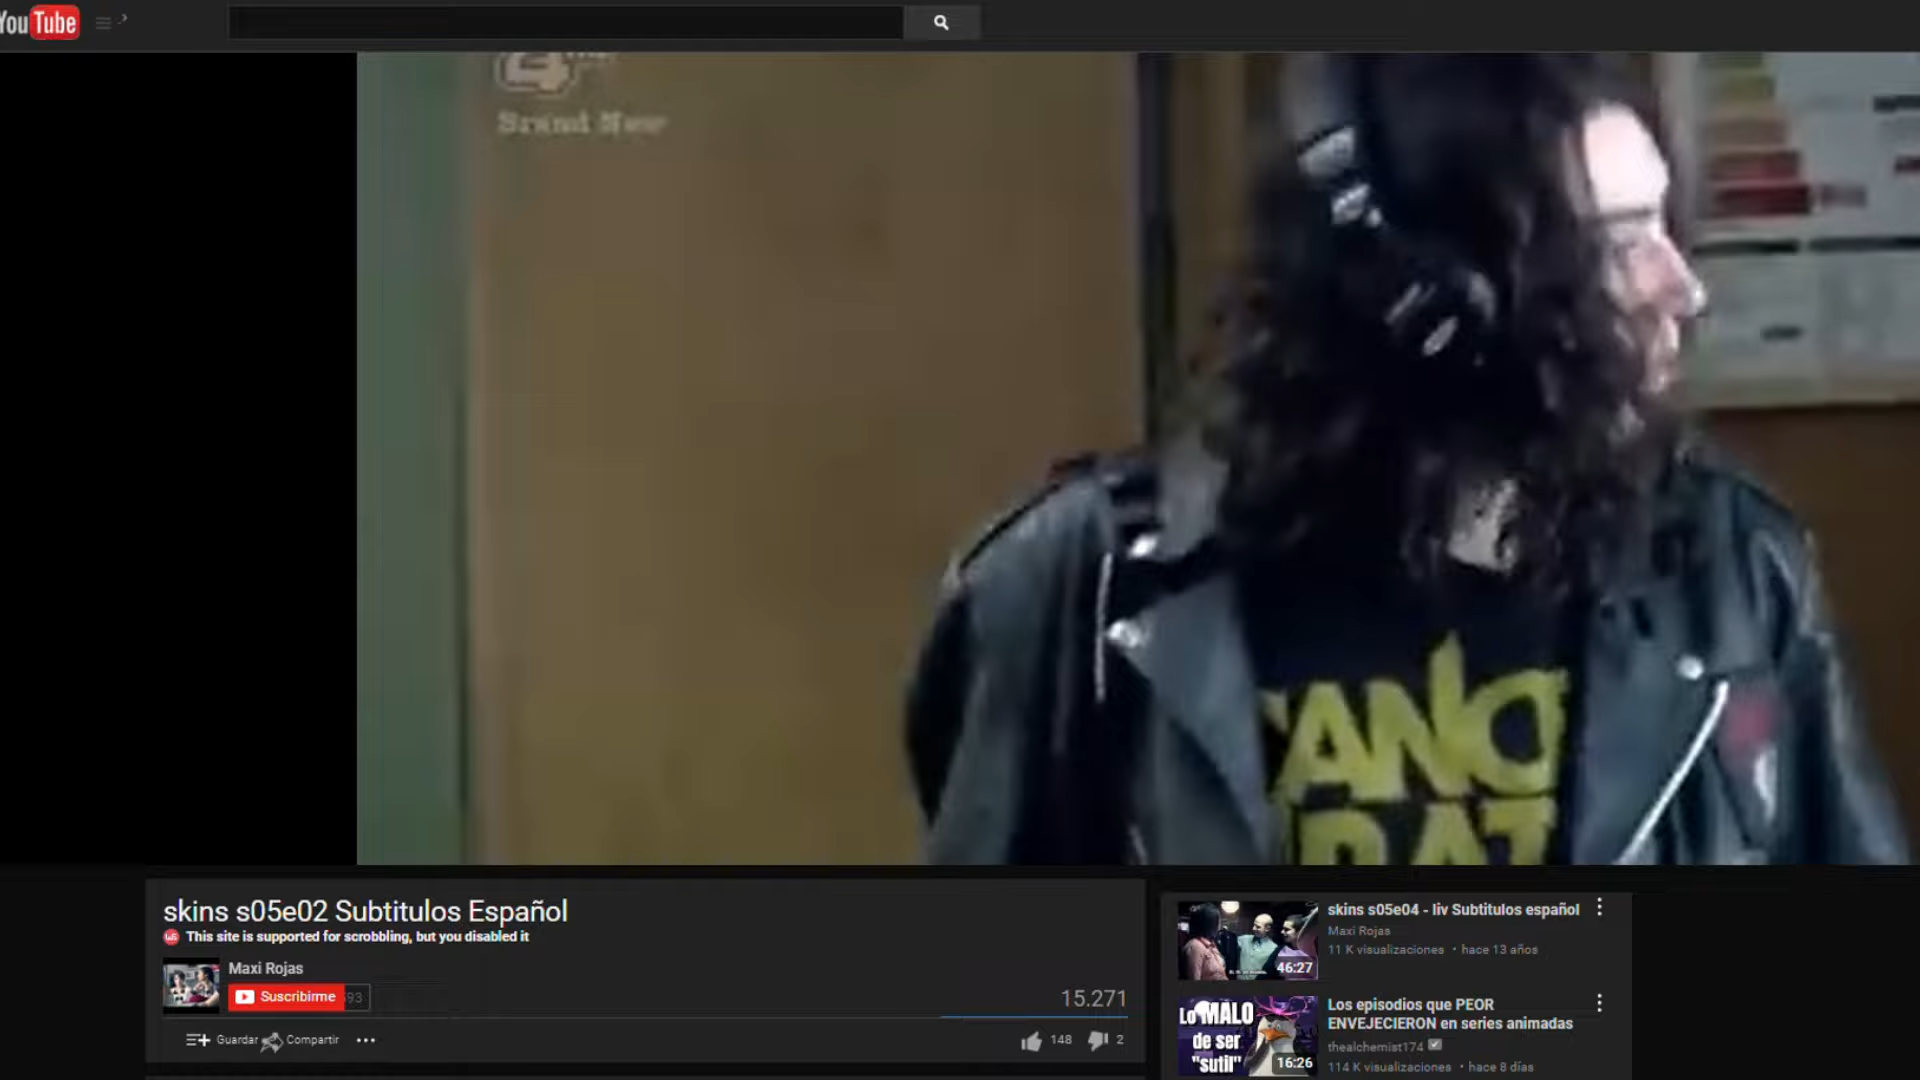 YouTube
Brand New
skins s05e02 Subtitulos Español
This site is supported for scrobbling, but you disabled it
Maxi Rojas
Suscribirme
15.271
Guardar
Compartir
148
2
skins s05e04 - liv Subtitulos español
Maxi Rojas
11 K visualizaciones • hace 13 años
46:27
Lo MALO
de ser
"sutil"
16:26
Los episodios que PEOR
ENVEJECIERON en series animadas
thealchemist174
114 K visualizaciones • hace 8 días